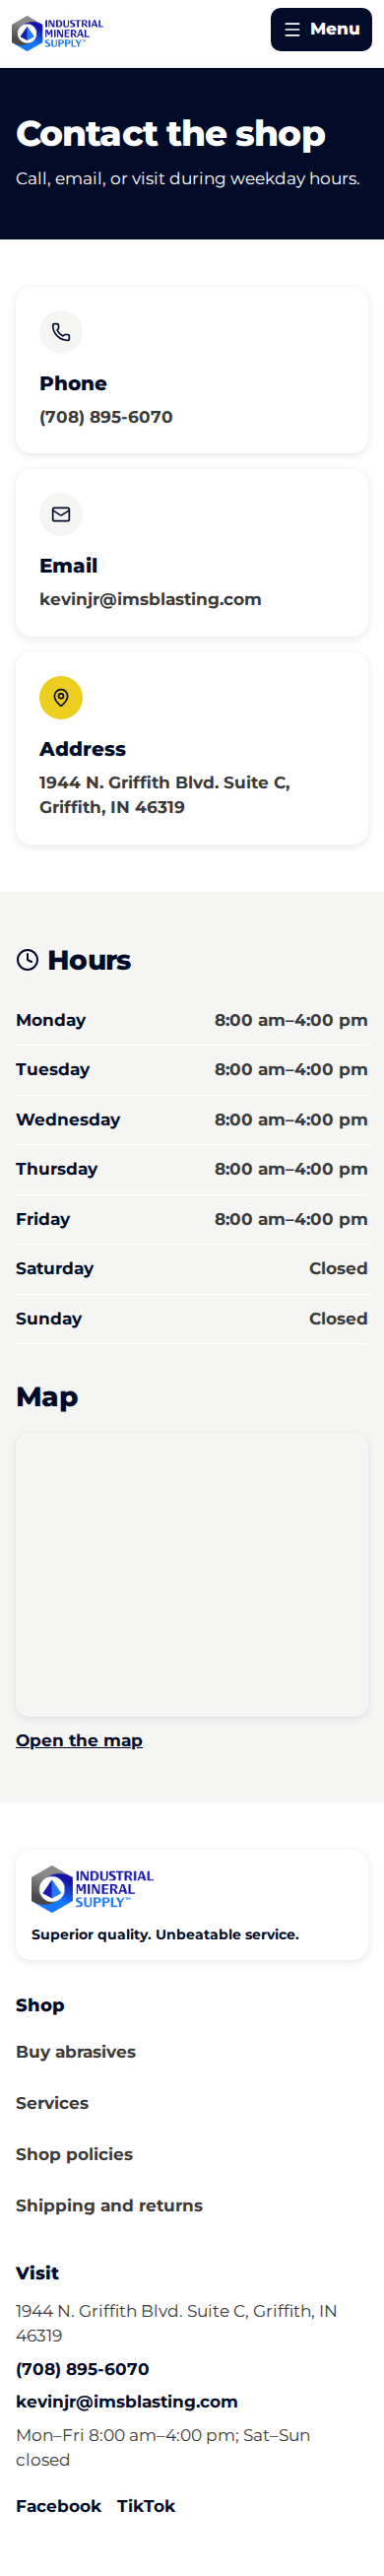 INDUSTRIAL
MINERAL
SUPPLY™
Menu
Contact the shop
Call, email, or visit during weekday hours.
Phone
(708) 895-6070
Email
kevinjr@imsblasting.com
Address
1944 N. Griffith Blvd. Suite C,
Griffith, IN 46319
Hours
Monday 8:00 am–4:00 pm
Tuesday 8:00 am–4:00 pm
Wednesday 8:00 am–4:00 pm
Thursday 8:00 am–4:00 pm
Friday 8:00 am–4:00 pm
Saturday Closed
Sunday Closed
Map
Open the map
INDUSTRIAL
MINERAL
SUPPLY™
Superior quality. Unbeatable service.
Shop
Buy abrasives
Services
Shop policies
Shipping and returns
Visit
1944 N. Griffith Blvd. Suite C, Griffith, IN
46319
(708) 895-6070
kevinjr@imsblasting.com
Mon–Fri 8:00 am–4:00 pm; Sat–Sun
closed
Facebook TikTok